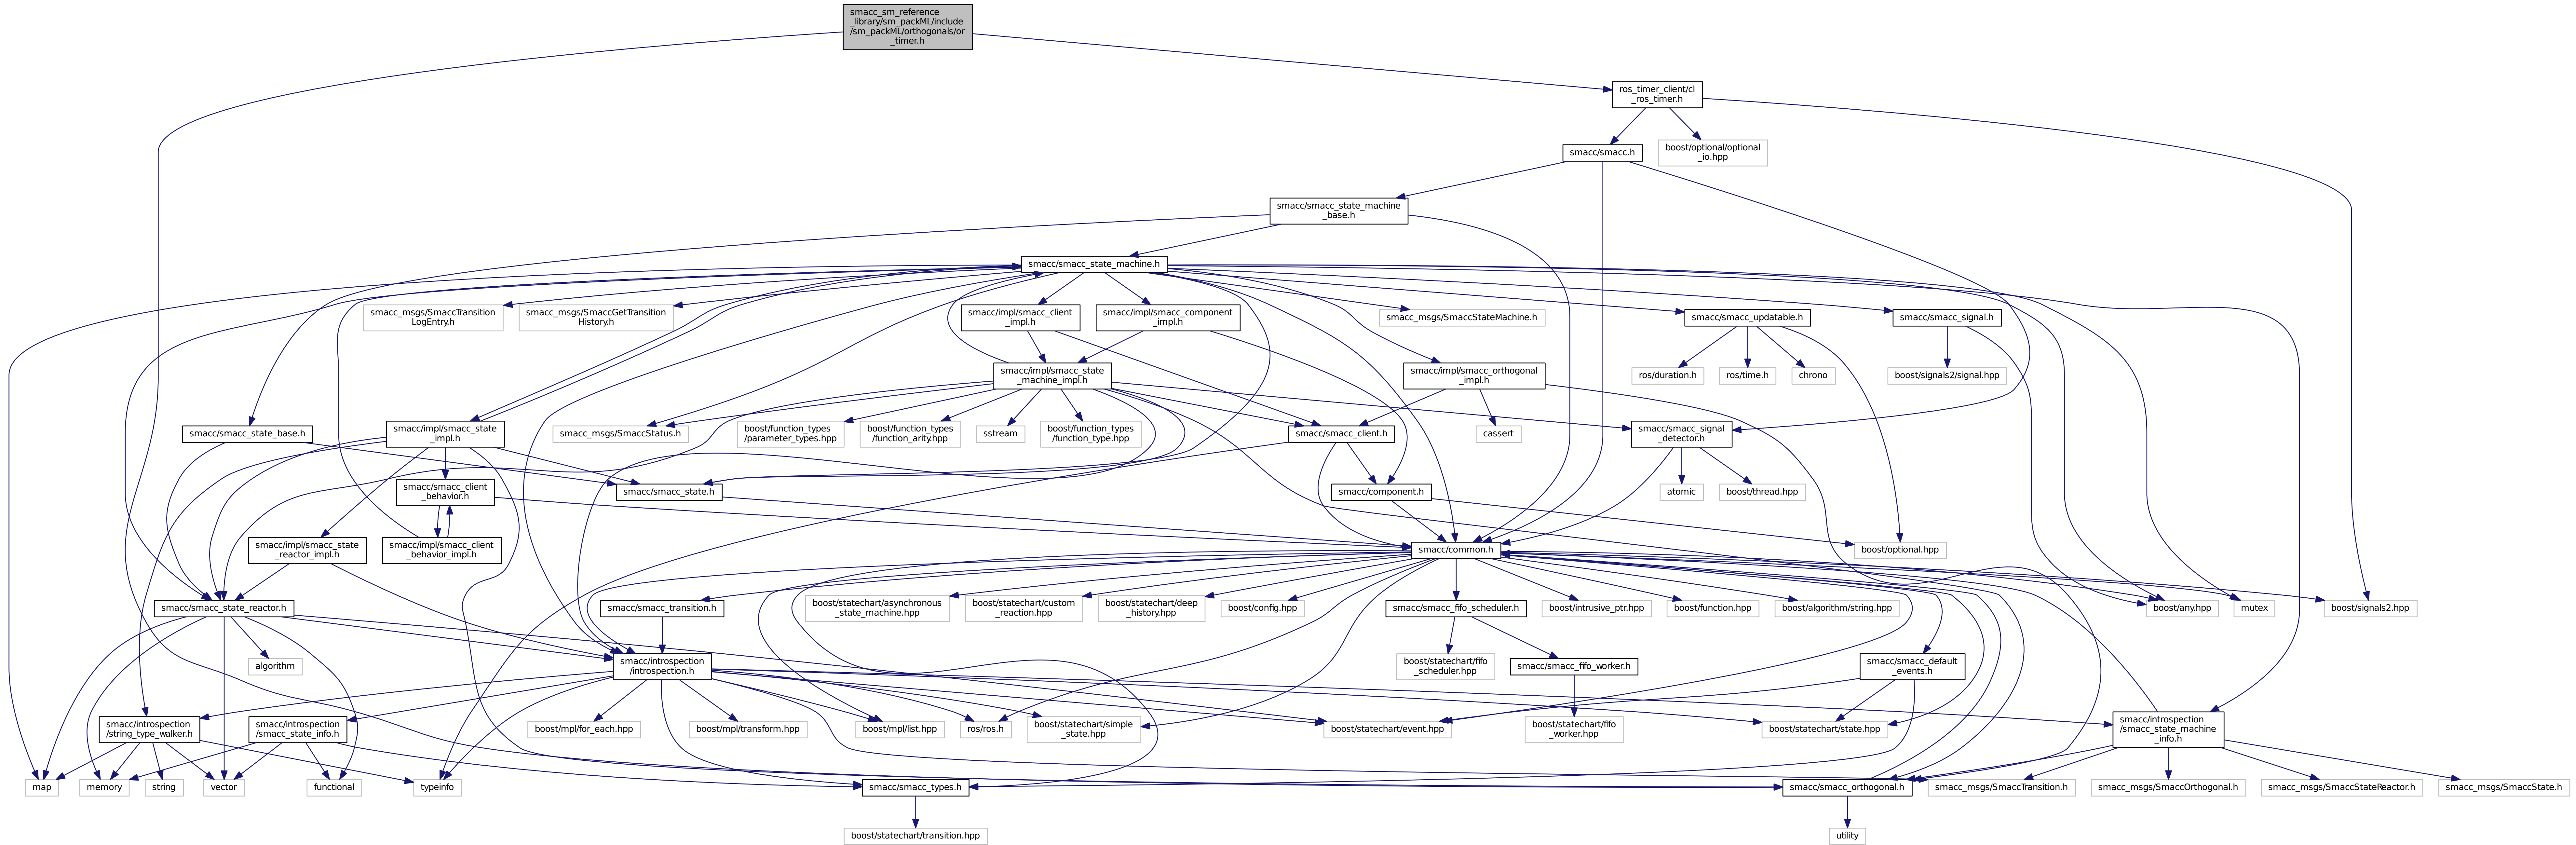 smacc_sm_reference
_library/sm_packML/include
/sm_packML/orthogonals/or
_timer.h
ros_timer_client/cl
_ros_timer.h
smacc/smacc.h
boost/optional/optional
_io.hpp
smacc/smacc_state_machine
_base.h
smacc/smacc_state_machine.h
smacc_msgs/SmaccTransition
LogEntry.h
smacc_msgs/SmaccGetTransition
History.h
smacc/impl/smacc_client
_impl.h
smacc/impl/smacc_component
_impl.h
smacc_msgs/SmaccStateMachine.h
smacc/smacc_updatable.h
smacc/smacc_signal.h
smacc/impl/smacc_state
_machine_impl.h
smacc/impl/smacc_orthogonal
_impl.h
ros/duration.h
ros/time.h
chrono
boost/signals2/signal.hpp
smacc/smacc_state_base.h
smacc/impl/smacc_state
_impl.h
smacc_msgs/SmaccStatus.h
boost/function_types
/parameter_types.hpp
boost/function_types
/function_arity.hpp
sstream
boost/function_types
/function_type.hpp
smacc/smacc_client.h
cassert
smacc/smacc_signal
_detector.h
smacc/smacc_client
_behavior.h
smacc/smacc_state.h
smacc/component.h
atomic
boost/thread.hpp
smacc/impl/smacc_state
_reactor_impl.h
smacc/impl/smacc_client
_behavior_impl.h
smacc/common.h
boost/optional.hpp
smacc/smacc_state_reactor.h
smacc/smacc_transition.h
boost/statechart/asynchronous
_state_machine.hpp
boost/statechart/custom
_reaction.hpp
boost/statechart/deep
_history.hpp
boost/config.hpp
smacc/smacc_fifo_scheduler.h
boost/intrusive_ptr.hpp
boost/function.hpp
boost/algorithm/string.hpp
boost/any.hpp
mutex
boost/signals2.hpp
algorithm
smacc/introspection
/introspection.h
boost/statechart/fifo
_scheduler.hpp
smacc/smacc_fifo_worker.h
smacc/smacc_default
_events.h
smacc/introspection
/string_type_walker.h
smacc/introspection
/smacc_state_info.h
boost/mpl/for_each.hpp
boost/mpl/transform.hpp
boost/mpl/list.hpp
ros/ros.h
boost/statechart/simple
_state.hpp
boost/statechart/event.hpp
boost/statechart/fifo
_worker.hpp
boost/statechart/state.hpp
smacc/introspection
/smacc_state_machine
_info.h
map
memory
string
vector
functional
typeinfo
smacc/smacc_types.h
smacc/smacc_orthogonal.h
smacc_msgs/SmaccTransition.h
smacc_msgs/SmaccOrthogonal.h
smacc_msgs/SmaccStateReactor.h
smacc_msgs/SmaccState.h
boost/statechart/transition.hpp
utility